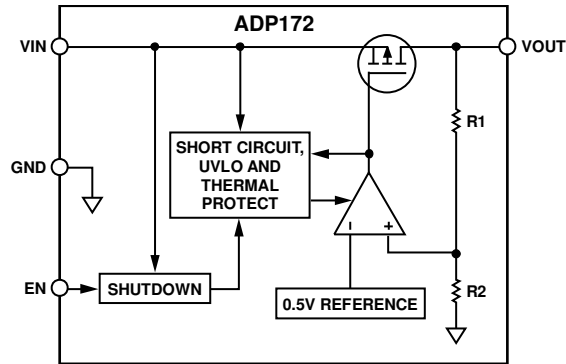 ADP172
VIN
VOUT
R1
SHORT CIRCUIT,
UVLO AND
THERMAL
PROTECT
GND
– +
EN
SHUTDOWN
0.5V REFERENCE
R2